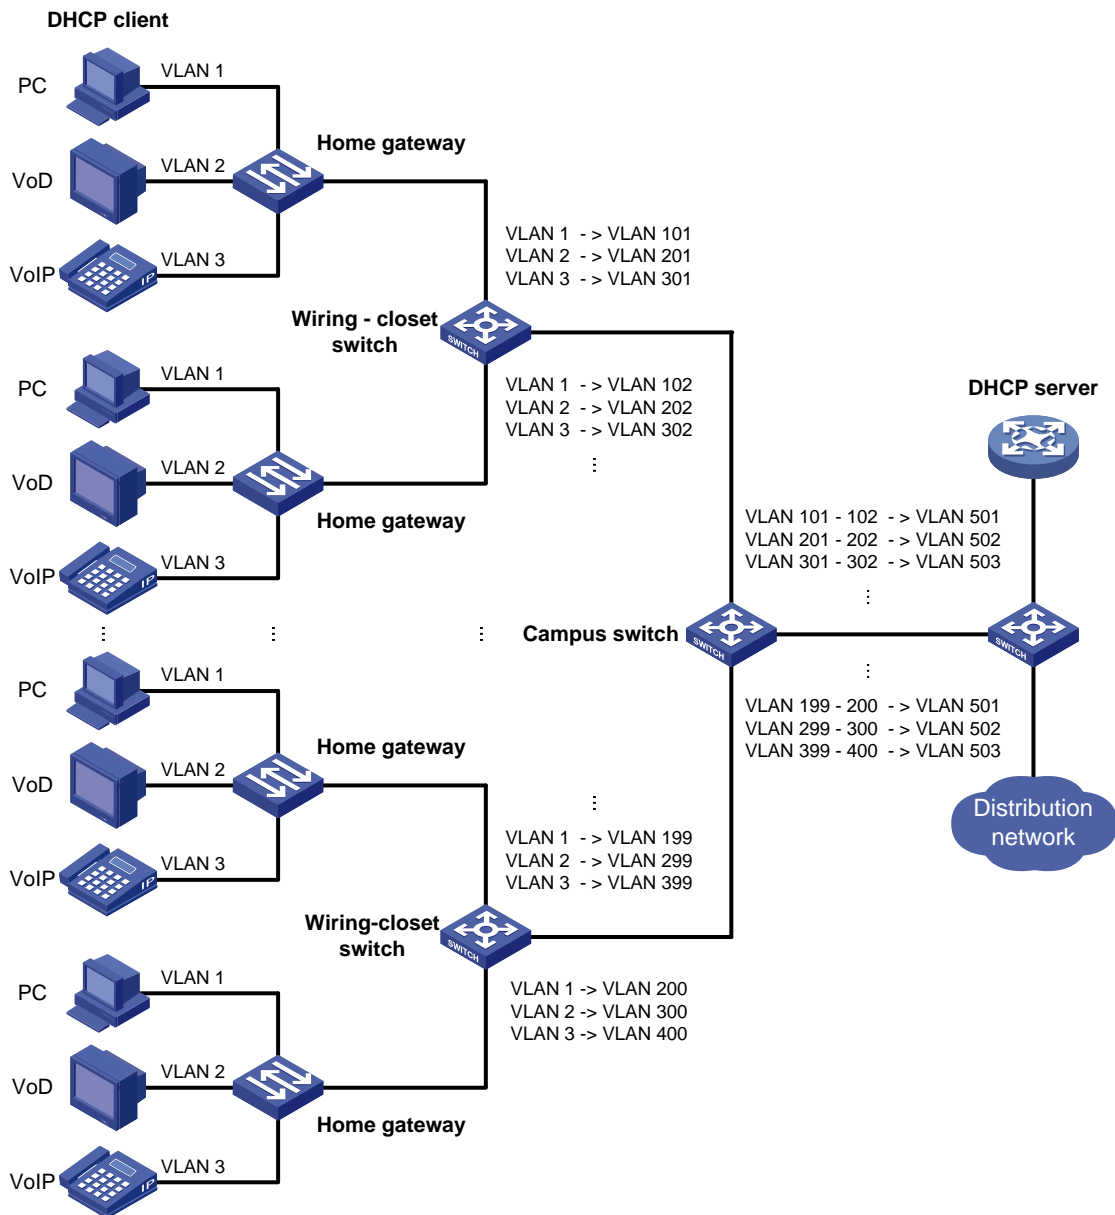 DHCP client
PC
VLAN 1
Home gateway
VoD
VLAN 2
VoIP
VLAN 3
IP
VLAN 1 - > VLAN 101
VLAN 2 - > VLAN 201
VLAN 3 - > VLAN 301
Wiring - closet
switch
SWITCH
PC
VLAN 1
VLAN 1 - > VLAN 102
VLAN 2 - > VLAN 202
VLAN 3 - > VLAN 302
⋮
DHCP server
VoD
VLAN 2
Home gateway
VoIP
VLAN 3
IP
VLAN 101 - 102 - > VLAN 501
VLAN 201 - 202 - > VLAN 502
VLAN 301 - 302 - > VLAN 503
⋮
⋮
⋮
⋮
Campus switch
SWITCH
SWITCH
⋮
VLAN 199 - 200 - > VLAN 501
VLAN 299 - 300 - > VLAN 502
VLAN 399 - 400 - > VLAN 503
PC
VLAN 1
Home gateway
VoD
VLAN 2
VoIP
VLAN 3
IP
⋮
VLAN 1 - > VLAN 199
VLAN 2 - > VLAN 299
VLAN 3 - > VLAN 399
Distribution
network
Wiring-closet
switch
SWITCH
PC
VLAN 1
VLAN 1 -> VLAN 200
VLAN 2 -> VLAN 300
VLAN 3 -> VLAN 400
VoD
VLAN 2
Home gateway
VoIP
VLAN 3
IP